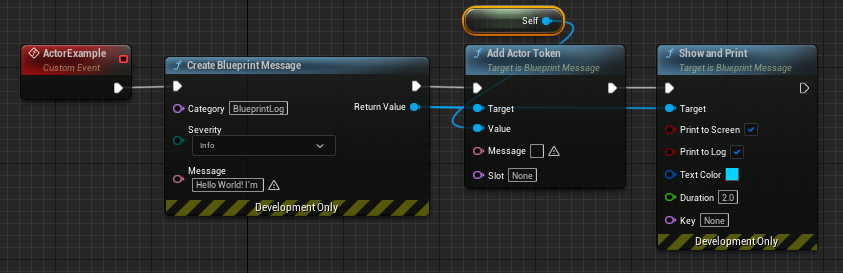 ActorExample
Custom Event
Create Blueprint Message
Category BlueprintLog
Return Value
Severity
Info
Message
Hello World! I'm
Development Only
Self
Add Actor Token
Target is Blueprint Message
Target
Value
Message
Slot None
Show and Print
Target is Blueprint Message
Target
Print to Screen
Print to Log
Text Color
Duration 2.0
Key None
Development Only